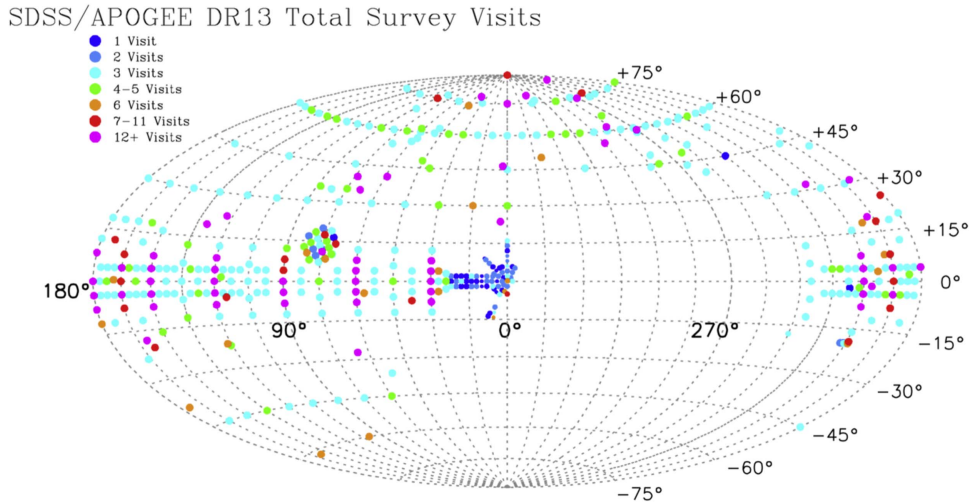 SDSS/APOGEE DR13 Total Survey Visits
1 Visit
2 Visits
3 Visits
4-5 Visits
6 Visits
7-11 Visits
12+ Visits
+75°
+60°
+45°
+30°
+15°
180°
0°
90°
0°
270°
-15°
-30°
-45°
-60°
-75°